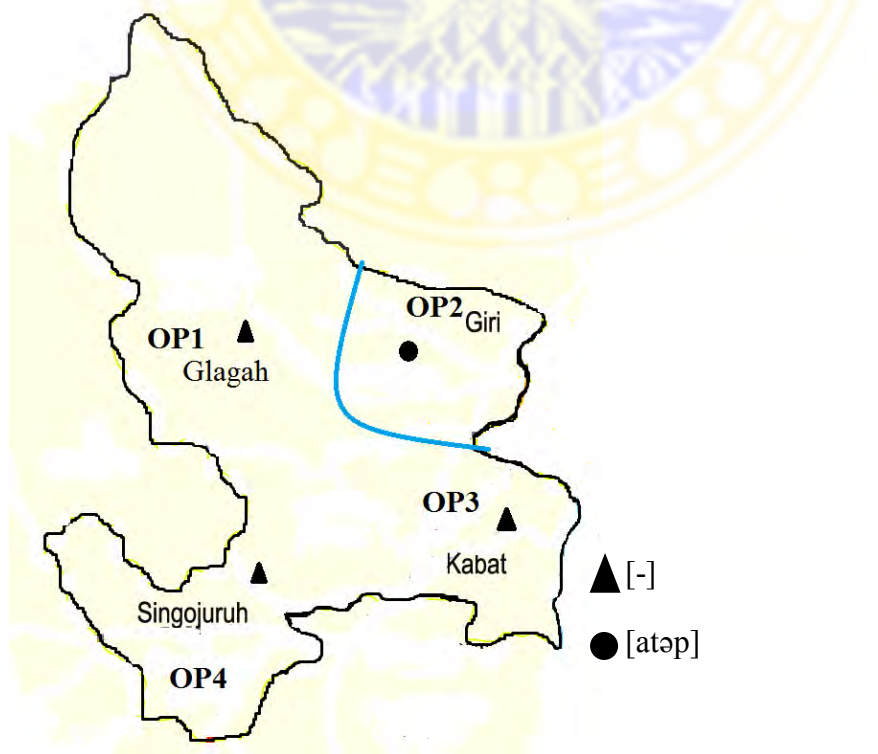 OP2 Giri
OP1
Glagah
OP3
Kabat
[-]
Singojuruh
[atəp]
OP4